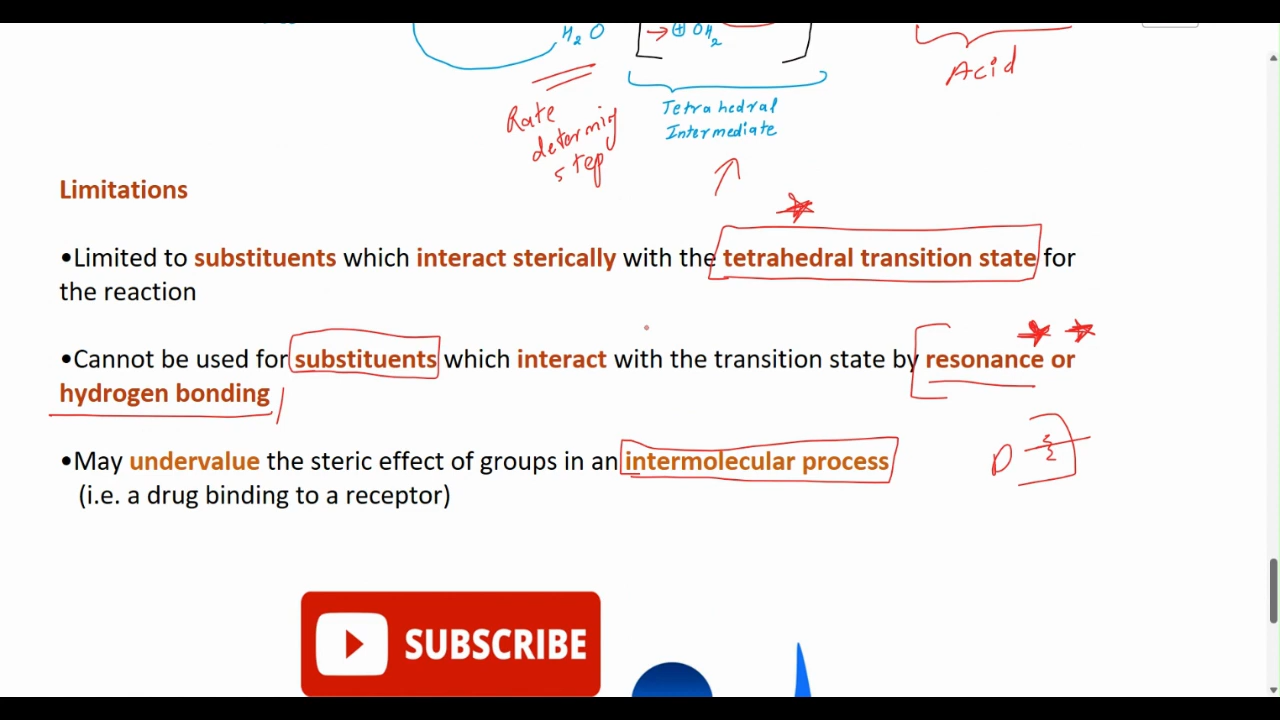 H₂O
→ ⊕ OH₂
Acid
Rate
determing
step
Tetrahedral
Intermediate
Limitations
•Limited to substituents which interact sterically with the tetrahedral transition state for
the reaction
•Cannot be used for substituents which interact with the transition state by resonance or
hydrogen bonding
•May undervalue the steric effect of groups in an intermolecular process
(i.e. a drug binding to a receptor)
D
SUBSCRIBE